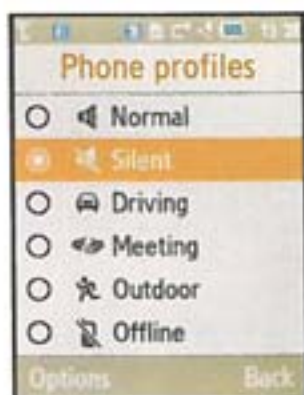 Phone profiles
Normal
Silent
Driving
Meeting
Outdoor
Offline
Options Back